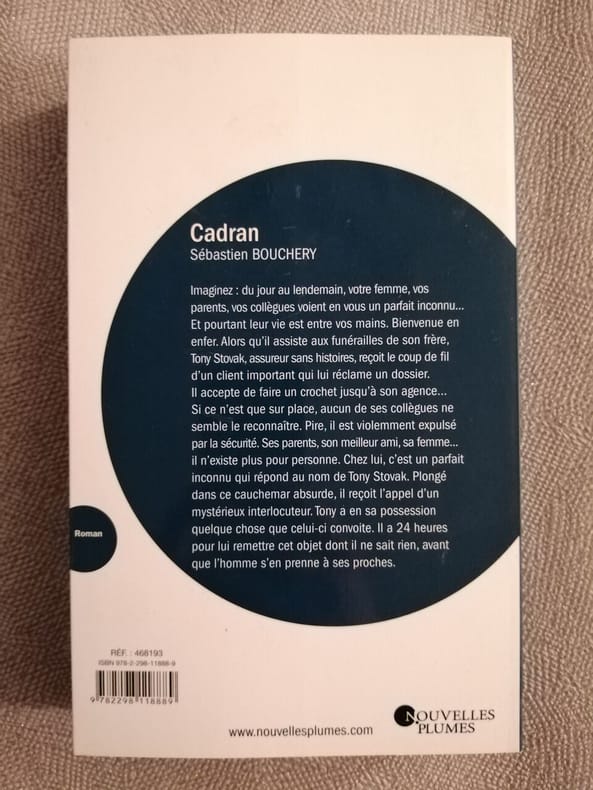 Cadran
Sébastien BOUCHERY
Imaginez : du jour au lendemain, votre femme, vos
parents, vos collègues voient en vous un parfait inconnu...
Et pourtant leur vie est entre vos mains. Bienvenue en
enfer. Alors qu'il assiste aux funérailles de son frère,
Tony Stovak, assureur sans histoires, reçoit le coup de fil
d'un client important qui lui réclame un dossier.
Il accepte de faire un crochet jusqu'à son agence...
Si ce n'est que sur place, aucun de ses collègues ne
semble le reconnaître. Pire, il est violemment expulsé
par la sécurité. Ses parents, son meilleur ami, sa femme...
il n'existe plus pour personne. Chez lui, c'est un parfait
inconnu qui répond au nom de Tony Stovak. Plongé
dans ce cauchemar absurde, il reçoit l'appel d'un
mystérieux interlocuteur. Tony a en sa possession
quelque chose que celui-ci convoite. Il a 24 heures
pour lui remettre cet objet dont il ne sait rien, avant
que l'homme s'en prenne à ses proches.
Roman
RÉF. : 468193
ISBN 978-2-298-11888-9
9 782298 118889
www.nouvellesplumes.com
NOUVELLES
PLUMES